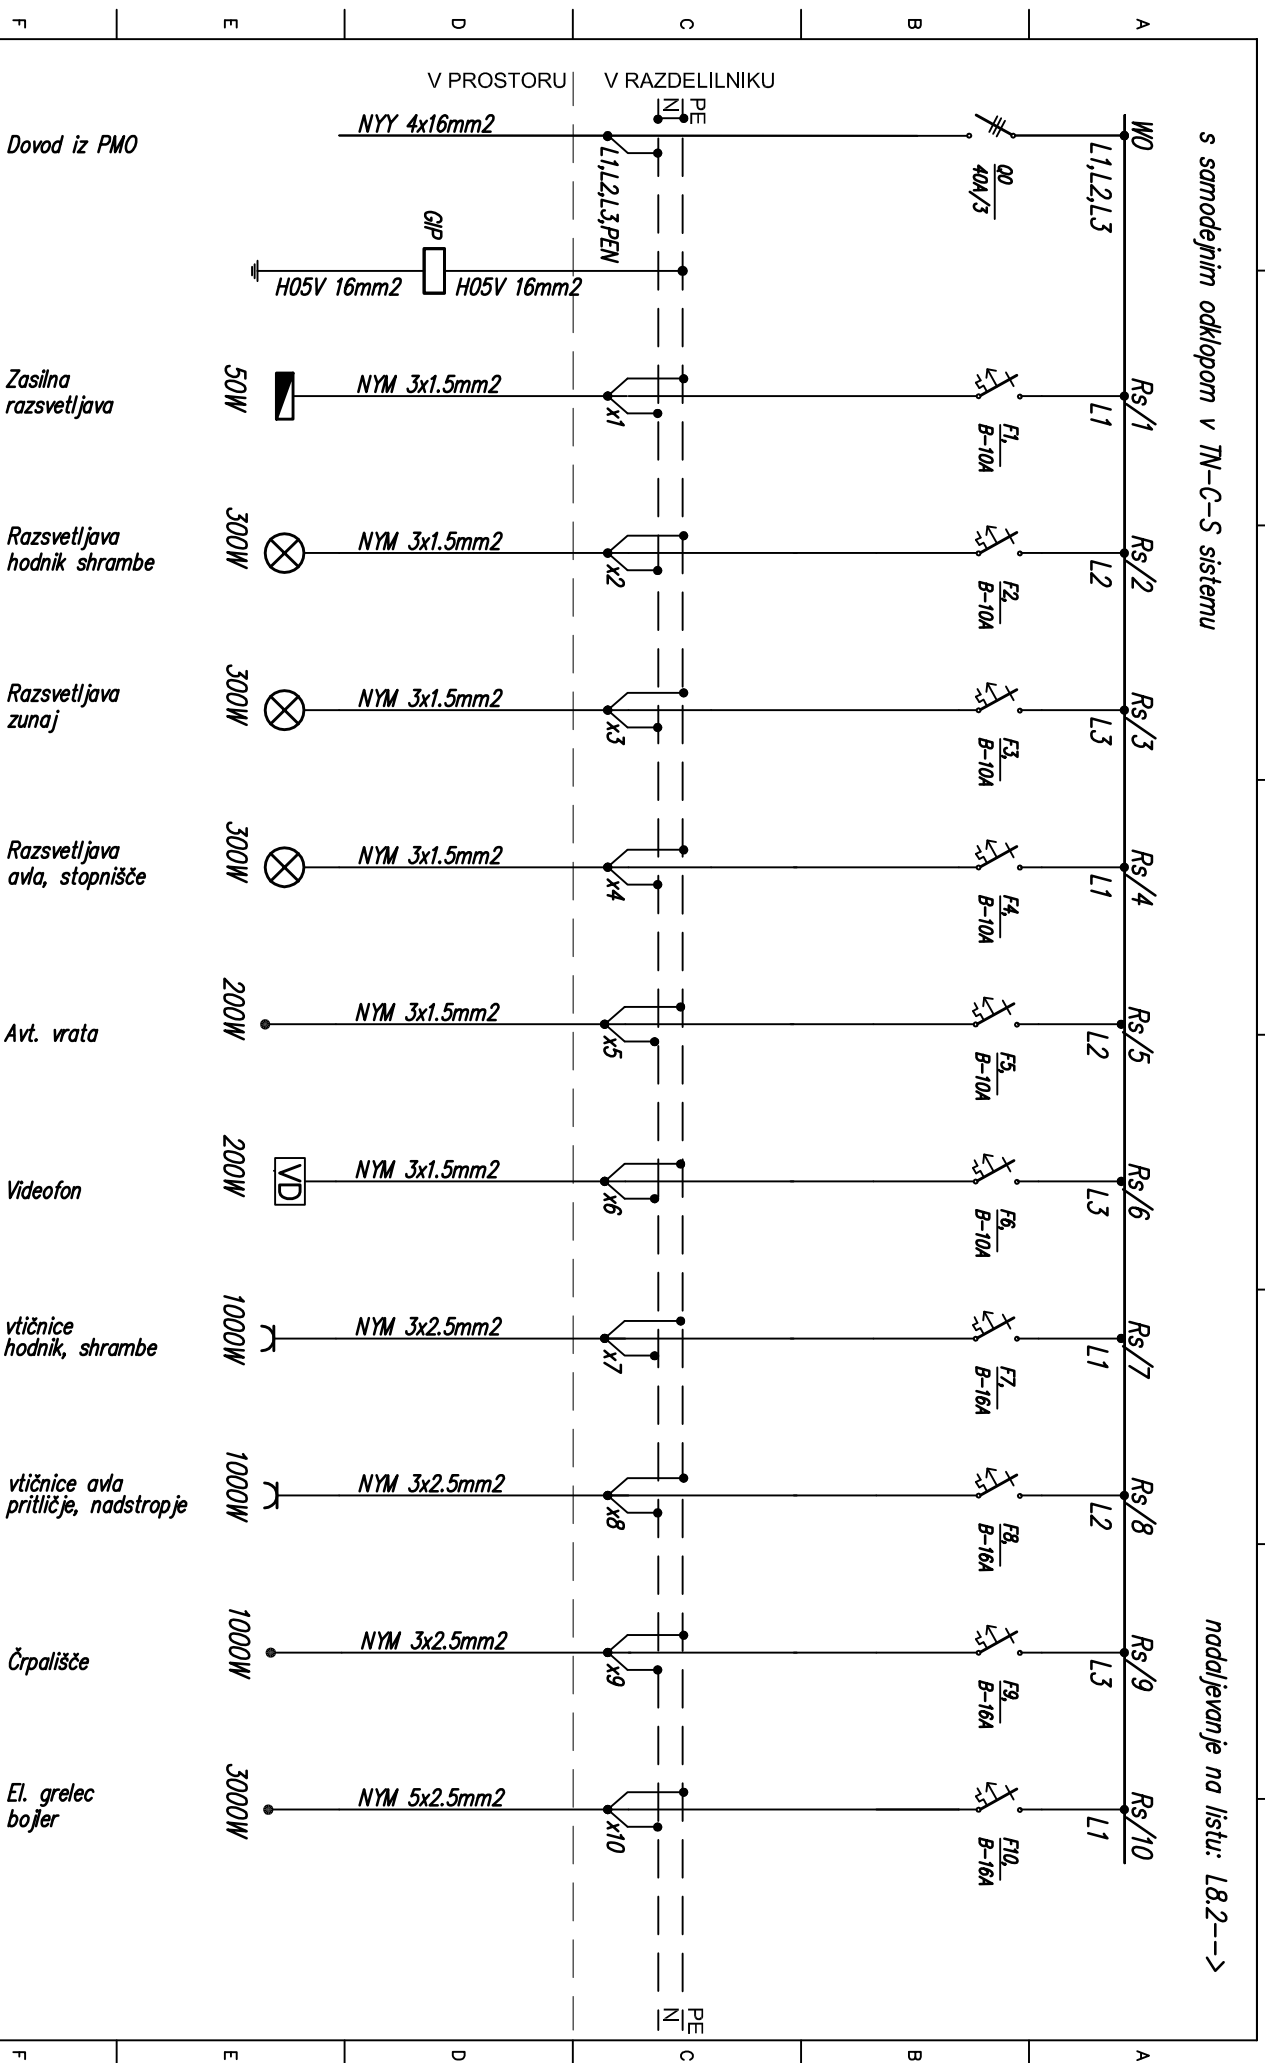 s samodejnim odklopom v TN-C-S sistemu
nadaljevanje na listu: L8.2--->
A
B
C
D
E
F
A
B
C
D
E
F
V RAZDELILNIKU
V PROSTORU
PE
N
PE
N
W0
L1,L2,L3
Q0
40A/3
L1,L2,L3,PEN
NYY 4x16mm2
Dovod iz PMO
H05V 16mm2
GIP
H05V 16mm2
Rs/1
L1
F1,
B-10A
x1
NYM 3x1.5mm2
50W
Zasilna
razsvetljava
Rs/2
L2
F2,
B-10A
x2
NYM 3x1.5mm2
300W
Razsvetljava
hodnik shrambe
Rs/3
L3
F3,
B-10A
x3
NYM 3x1.5mm2
300W
Razsvetljava
zunaj
Rs/4
L1
F4,
B-10A
x4
NYM 3x1.5mm2
300W
Razsvetljava
avla, stopnišče
Rs/5
L2
F5,
B-10A
x5
NYM 3x1.5mm2
200W
Avt. vrata
Rs/6
L3
F6,
B-10A
x6
NYM 3x1.5mm2
VD
200W
Videofon
Rs/7
L1
F7,
B-16A
x7
NYM 3x2.5mm2
1000W
vtičnice
hodnik, shrambe
Rs/8
L2
F8,
B-16A
x8
NYM 3x2.5mm2
1000W
vtičnice avla
pritličje, nadstropje
Rs/9
L3
F9,
B-16A
x9
NYM 3x2.5mm2
1000W
Črpališče
Rs/10
L1
F10,
B-16A
x10
NYM 5x2.5mm2
3000W
El. grelec
bojler